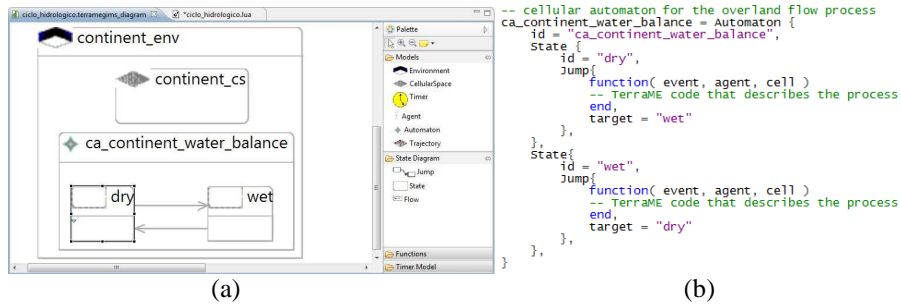 ciclo_hidrologico.terramegims_diagram
*ciclo_hidrologico.lua
continent_env
continent_cs
ca_continent_water_balance
dry
wet
Palette
Models
Environment
CellularSpace
Timer
Agent
Automaton
Trajectory
State Diagram
Jump
State
Flow
Functions
Timer Model
(a)
-- cellular automaton for the overland flow process
ca_continent_water_balance = Automaton {
id = "ca_continent_water_balance",
State {
id = "dry",
Jump{
function( event, agent, cell )
-- TerraME code that describes the process
end,
target = "wet"
},
},
State{
id = "wet",
Jump{
function( event, agent, cell )
-- TerraME code that describes the process
end,
target = "dry"
},
},
}
(b)